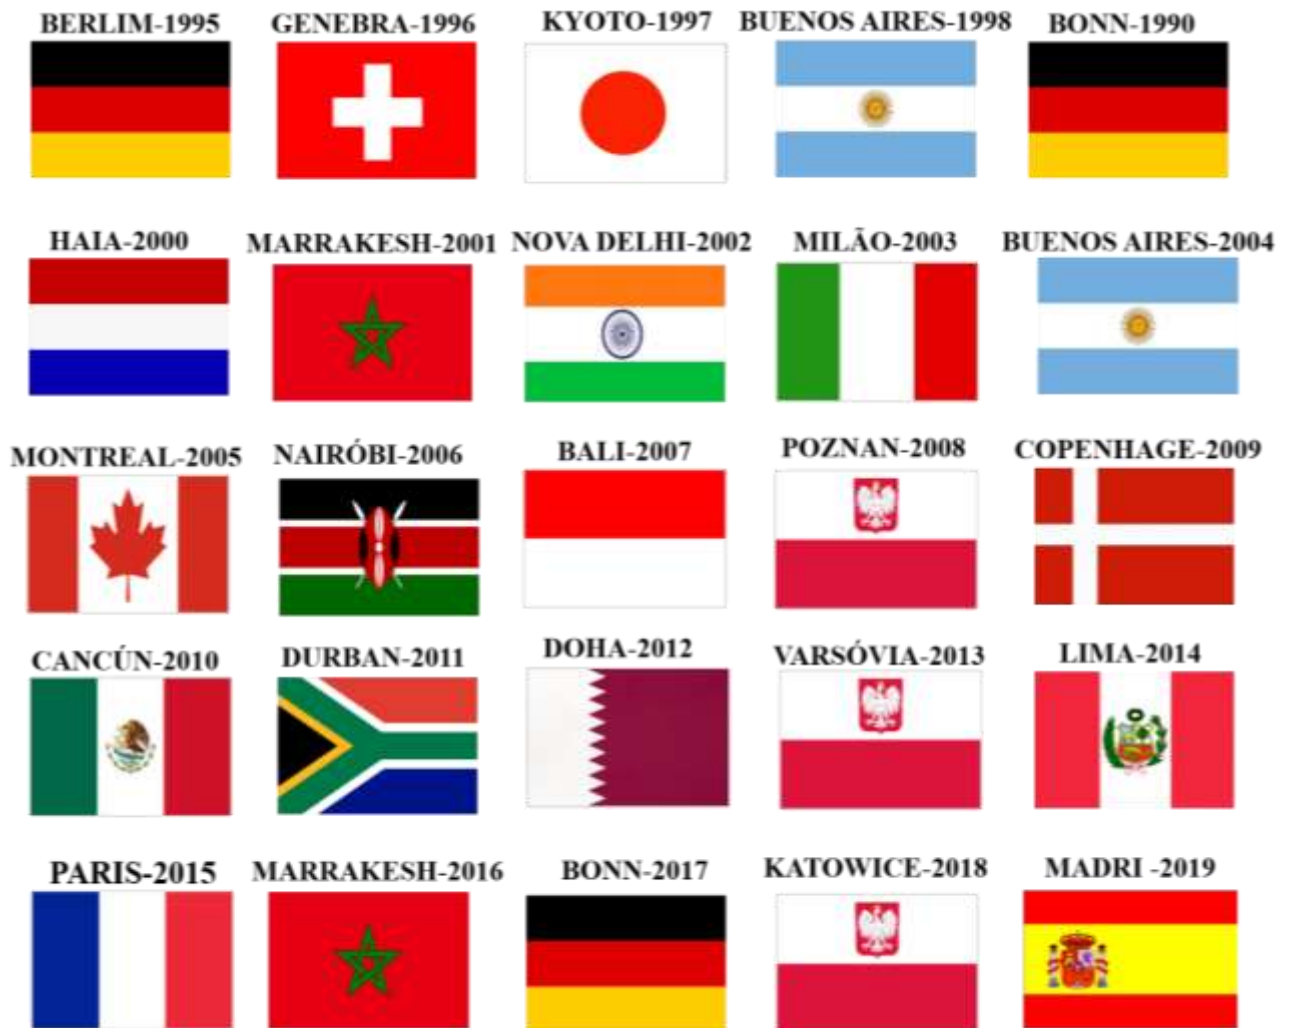 BERLIM-1995
GENEBRA-1996
KYOTO-1997
BUENOS AIRES-1998
BONN-1990
HAIA-2000
MARRAKESH-2001
NOVA DELHI-2002
MILÃO-2003
BUENOS AIRES-2004
MONTREAL-2005
NAIRÓBI-2006
BALI-2007
POZNAN-2008
COPENHAGE-2009
CANCÚN-2010
DURBAN-2011
DOHA-2012
VARSÓVIA-2013
LIMA-2014
PARIS-2015
MARRAKESH-2016
BONN-2017
KATOWICE-2018
MADRI -2019